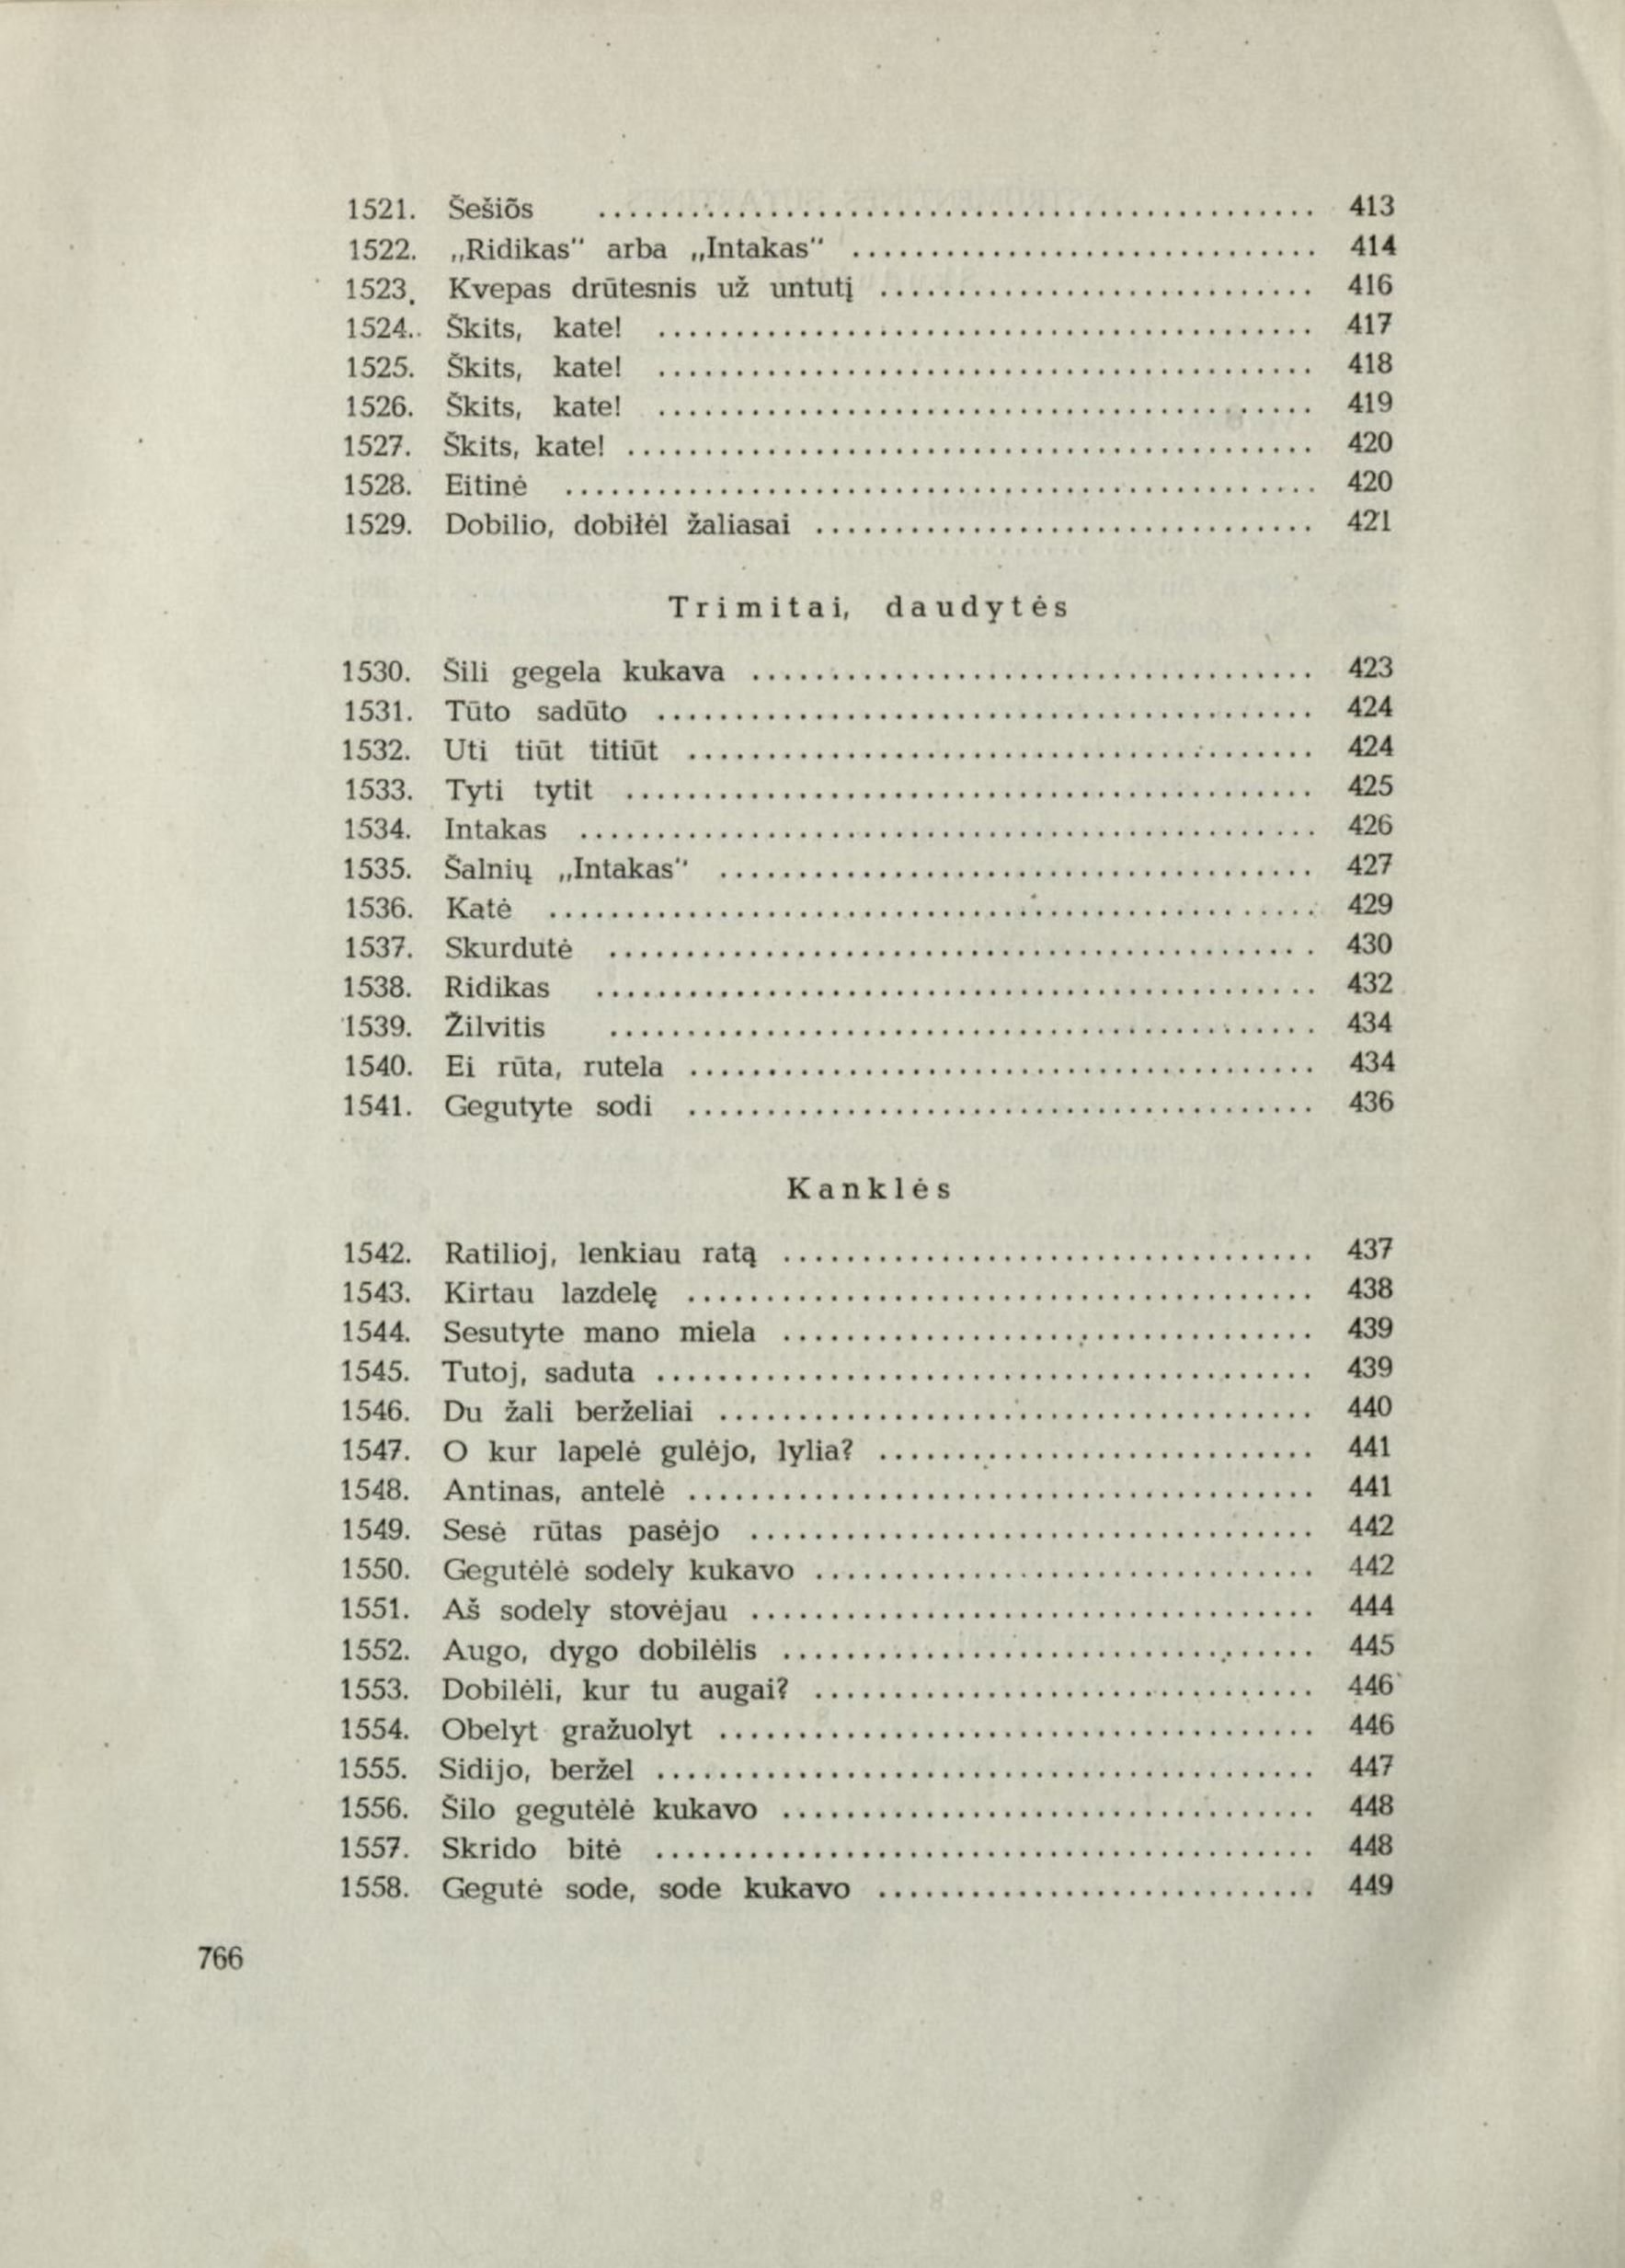 1521. Šešiõs ........................ 413
1522. „Ridikas" arba „Intakas" ........................ 414
1523. Kvepas drūtesnis už untutį ........................ 416
1524.. Škits, kate! ........................ 417
1525. Škits, kate! ........................ 418
1526. Škits, kate! ........................ 419
1527. Škits, kate! ........................ 420
1528. Eitinė ........................ 420
1529. Dobilio, dobiłėl žaliasai ........................ 421
Trimitai, daudytės
1530. Šili gegela kukava ........................ 423
1531. Tūto sadūto ........................ 424
1532. Uti tiūt titiūt ........................ 424
1533. Tyti tytit ........................ 425
1534. Intakas ........................ 426
1535. Šalnių „Intakas" ........................ 427
1536. Katė ........................ 429
1537. Skurdutė ........................ 430
1538. Ridikas ........................ 432
1539. Žilvitis ........................ 434
1540. Ei rūta, rutela ........................ 434
1541. Gegutyte sodi ........................ 436
Kanklės
1542. Ratilioj, lenkiau ratą ........................ 437
1543. Kirtau lazdelę ........................ 438
1544. Sesutyte mano miela ........................ 439
1545. Tutoj, saduta ........................ 439
1546. Du žali berželiai ........................ 440
1547. O kur lapelė gulėjo, lylia? ........................ 441
1548. Antinas, antelė ........................ 441
1549. Sesė rūtas pasėjo ........................ 442
1550. Gegutėlė sodely kukavo ........................ 442
1551. Aš sodely stovėjau ........................ 444
1552. Augo, dygo dobilėlis ........................ 445
1553. Dobilėli, kur tu augai? ........................ 446
1554. Obelyt gražuolyt ........................ 446
1555. Sidijo, beržel ........................ 447
1556. Šilo gegutėlė kukavo ........................ 448
1557. Skrido bitė ........................ 448
1558. Gegutė sode, sode kukavo ........................ 449
766